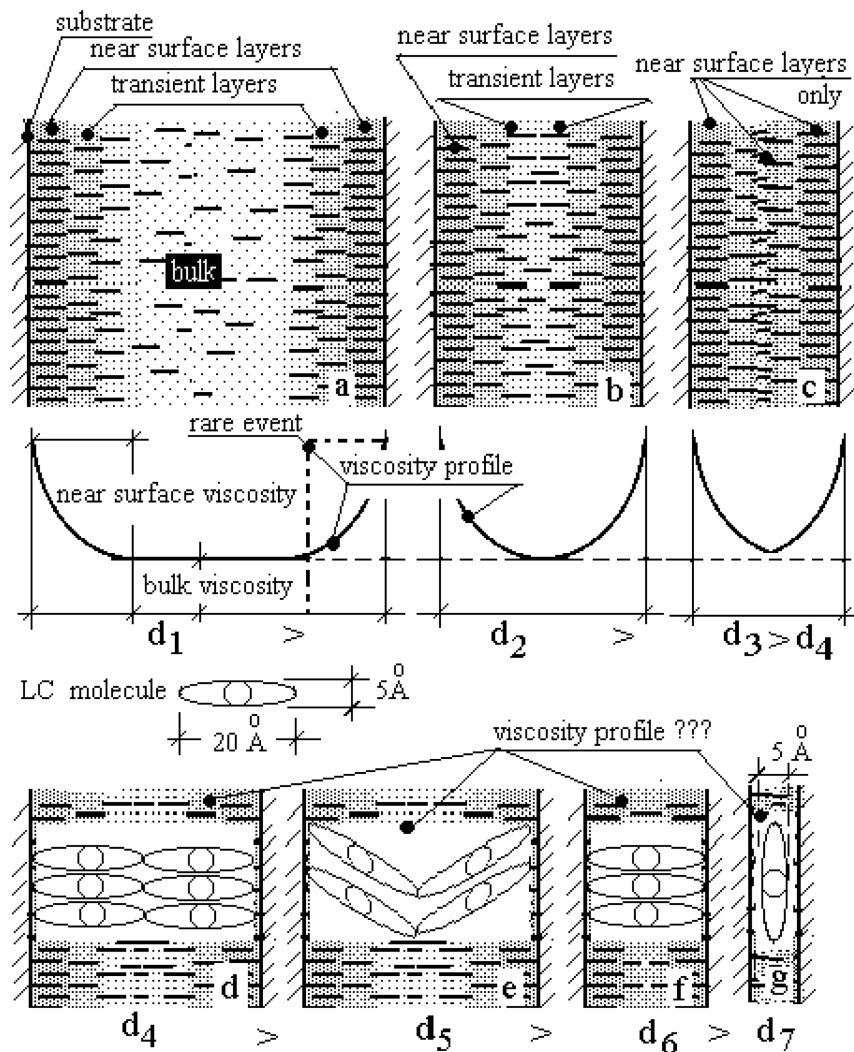 substrate
near surface layers
transient layers
near surface layers
transient layers
near surface layers
only
bulk
a
b
c
rare event
viscosity profile
near surface viscosity
bulk viscosity
d1 > d2 > d3 > d4
LC molecule
5 Å
20 Å
viscosity profile ???
5 Å
d
e
f
g
d4 > d5 > d6 > d7